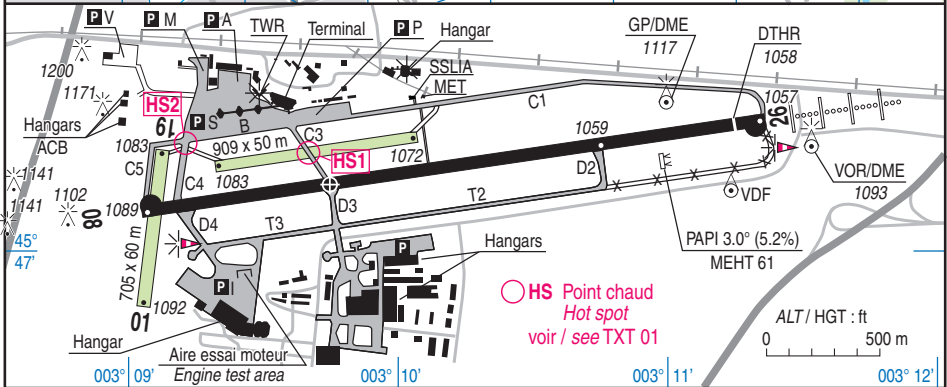 P V
P M
P A
TWR
Terminal
P P
Hangar
GP/DME
1117
DTHR
1058
1200
1171
HS2
SSLIA
MET
C1
1057
26
Hangars
ACB
19
P
S
B
C3
1083
909 x 50 m
HS1
1072
1059
1083
C5
C4
1141
1102
1141
08
1089
D2
VOR/DME
1093
VDF
D4
T3
D3
T2
PAPI 3.0° (5.2%)
MEHT 61
45°
47'
705 x 60 m
P
Hangars
P I
HS Point chaud
Hot spot
voir / see TXT 01
1092
01
Hangar
Aire essai moteur
Engine test area
ALT / HGT : ft
0 500 m
003° 09'
003° 10'
003° 11'
003° 12'